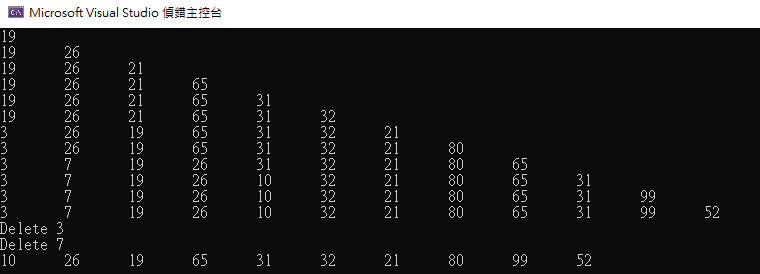 Microsoft Visual Studio 偵錯主控台
19
19 26
19 26 21
19 26 21 65
19 26 21 65 31
19 26 21 65 31 32
3 26 19 65 31 32 21
3 26 19 65 31 32 21 80
3 7 19 26 31 32 21 80 65
3 7 19 26 10 32 21 80 65 31
3 7 19 26 10 32 21 80 65 31 99
3 7 19 26 10 32 21 80 65 31 99 52
Delete 3
Delete 7
10 26 19 65 31 32 21 80 99 52